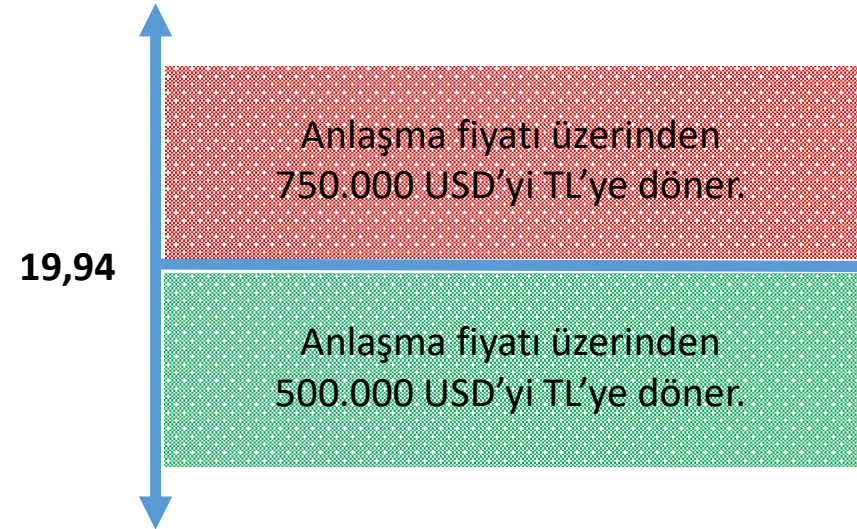 Anlaşma fiyatı üzerinden
750.000 USD’yi TL’ye döner.
19,94
Anlaşma fiyatı üzerinden
500.000 USD’yi TL’ye döner.